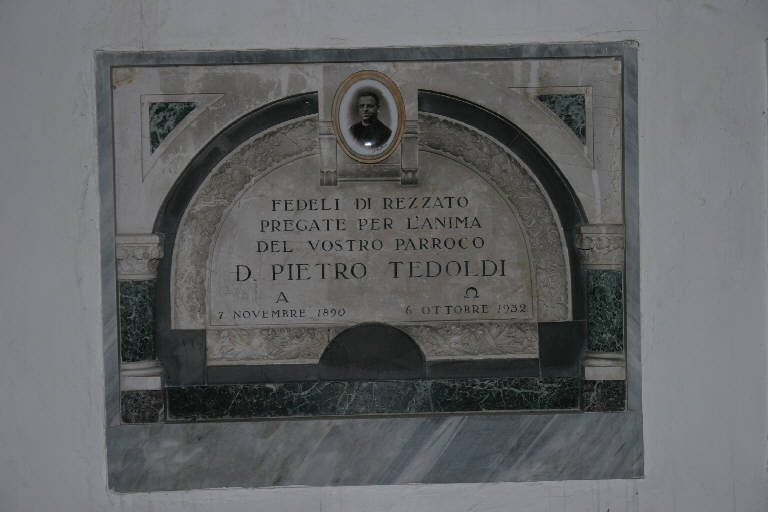 FEDELI DI REZZATO
PREGATE PER L'ANIMA
DEL VOSTRO PARROCO
D. PIETRO TEDOLDI
Α Ω
7 NOVEMBRE 1890 6 OTTOBRE 1932